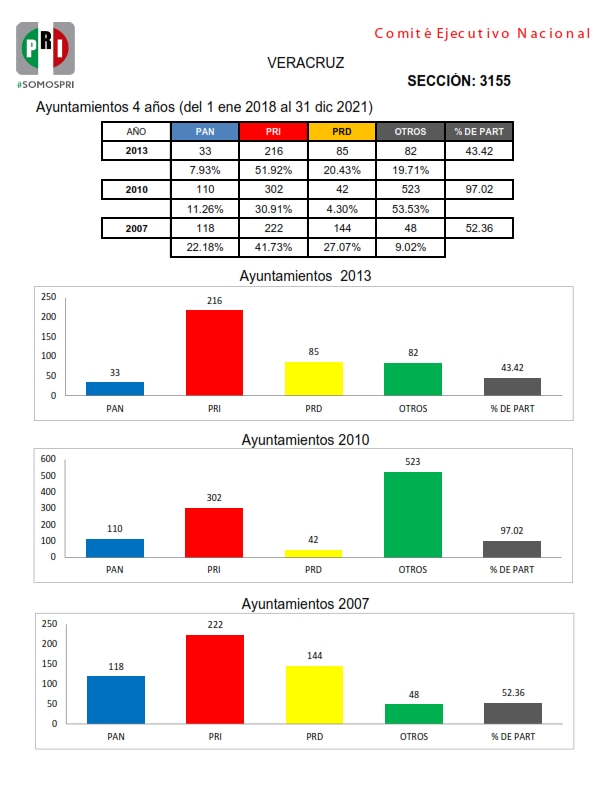 Comité Ejecutivo Nacional
PRI
#SOMOSPRI
VERACRUZ
SECCIÓN: 3155
Ayuntamientos 4 años (del 1 ene 2018 al 31 dic 2021)
AÑO PAN PRI PRD OTROS % DE PART
2013 33 216 85 82 43.42
7.93% 51.92% 20.43% 19.71%
2010 110 302 42 523 97.02
11.26% 30.91% 4.30% 53.53%
2007 118 222 144 48 52.36
22.18% 41.73% 27.07% 9.02%
Ayuntamientos 2013
250
200
150
100
50
0
33 216 85 82 43.42
PAN PRI PRD OTROS % DE PART
Ayuntamientos 2010
600
500
400
300
200
100
0
110 302 42 523 97.02
PAN PRI PRD OTROS % DE PART
Ayuntamientos 2007
250
200
150
100
50
0
118 222 144 48 52.36
PAN PRI PRD OTROS % DE PART